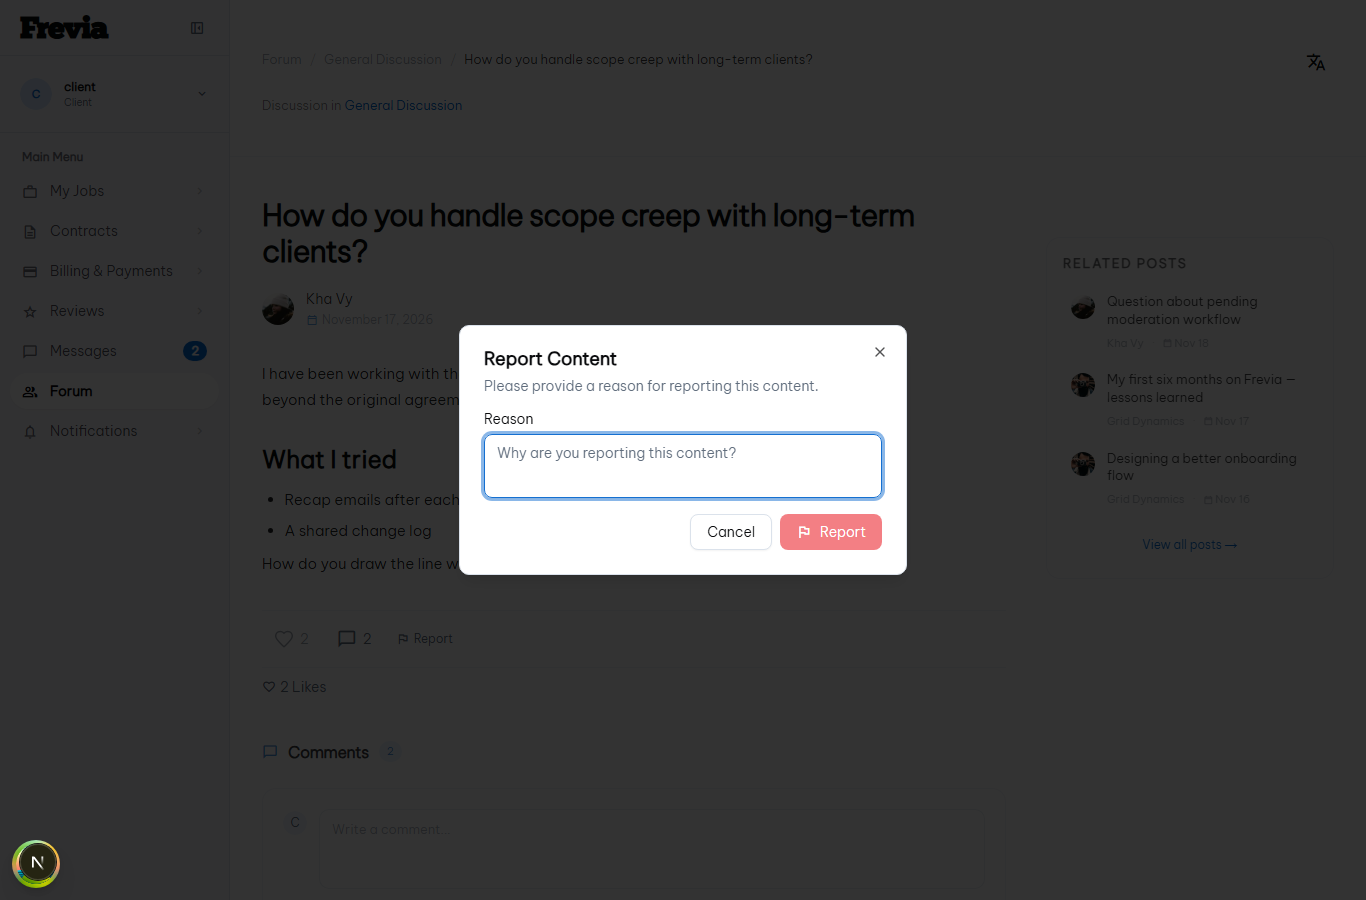 Frevia
C
client
Client
Main Menu
My Jobs
Contracts
Billing & Payments
Reviews
Messages
2
Forum
Notifications
N
Forum / General Discussion / How do you handle scope creep with long-term clients?
Discussion in General Discussion
How do you handle scope creep with long-term
clients?
Kha Vy
November 17, 2026
I have been working with th
beyond the original agreem
What I tried
• Recap emails after each
• A shared change log
How do you draw the line w
2
2
Report
2 Likes
Comments
2
C
Write a comment...
Report Content
Please provide a reason for reporting this content.
Reason
Why are you reporting this content?
Cancel
Report
RELATED POSTS
Question about pending
moderation workflow
Kha Vy
Nov 18
My first six months on Frevia —
lessons learned
Grid Dynamics
Nov 17
Designing a better onboarding
flow
Grid Dynamics
Nov 16
View all posts →